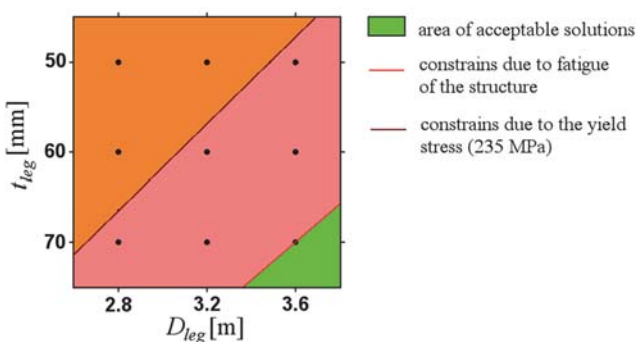 50
60
70
t_leg [mm]
2.8
3.2
3.6
D_leg [m]
area of acceptable solutions
constrains due to fatigue
of the structure
constrains due to the yield
stress (235 MPa)